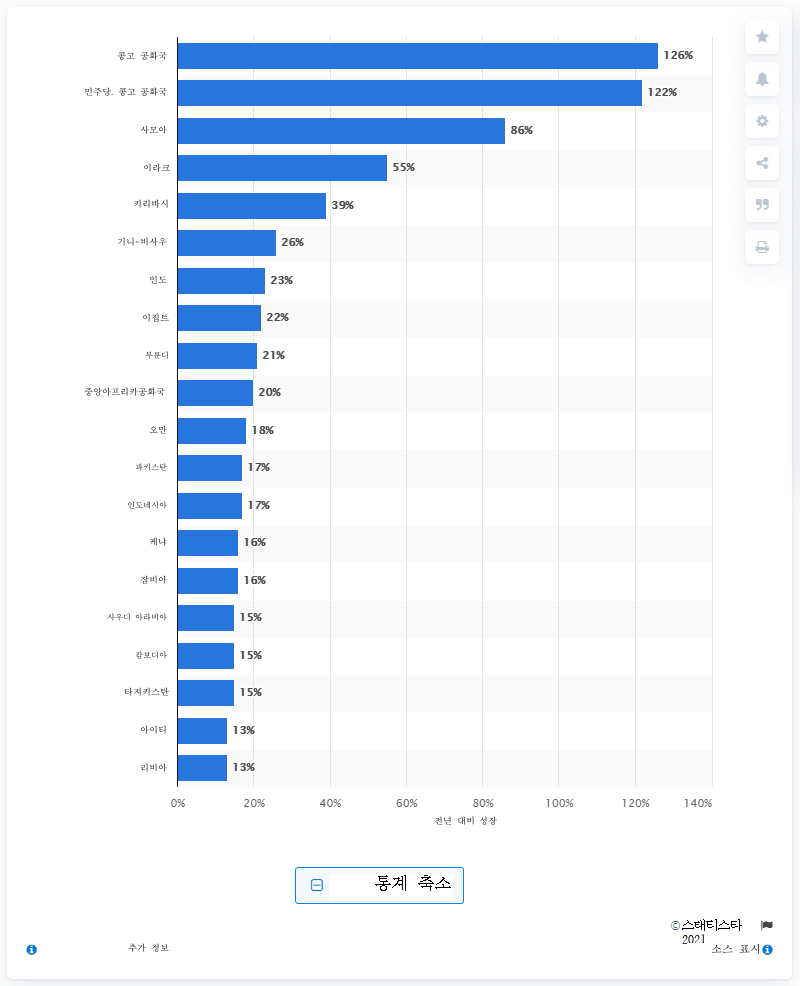 콩고 공화국 126%
민주당. 콩고 공화국 122%
사모아 86%
이라크 55%
키리바시 39%
기니-비사우 26%
인도 23%
이집트 22%
부룬디 21%
중앙아프리카공화국 20%
오만 18%
파키스탄 17%
인도네시아 17%
케냐 16%
잠비아 16%
사우디 아라비아 15%
캄보디아 15%
타지키스탄 15%
아이티 13%
리비아 13%
0% 20% 40% 60% 80% 100% 120% 140%
전년 대비 성장
통계 축소
©스태티스타
2021
추가 정보 소스 표시